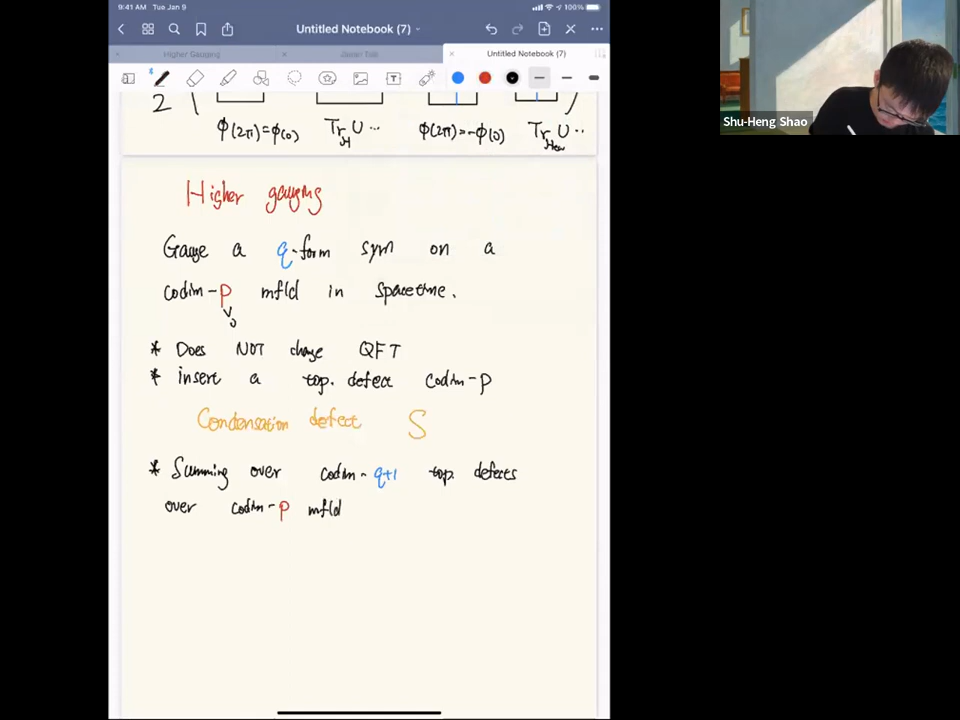 9:41 AM Tue Jan 9
100%
Untitled Notebook (7)
Higher Gauging
Untitled Notebook (7)
T
2
ϕ(2π)=ϕ(0) Tr_H U ... ϕ(2π)=-ϕ(0) Tr U ..
Higher gauging
Gauge a q-form sym on a
codim-p mfld in spacetime.
* Does NOT change QFT
* insert a top. defect codim-p
Condensation defect S
* Summing over codim-q+1 top. defects
over codim-p mfld
Shu-Heng Shao